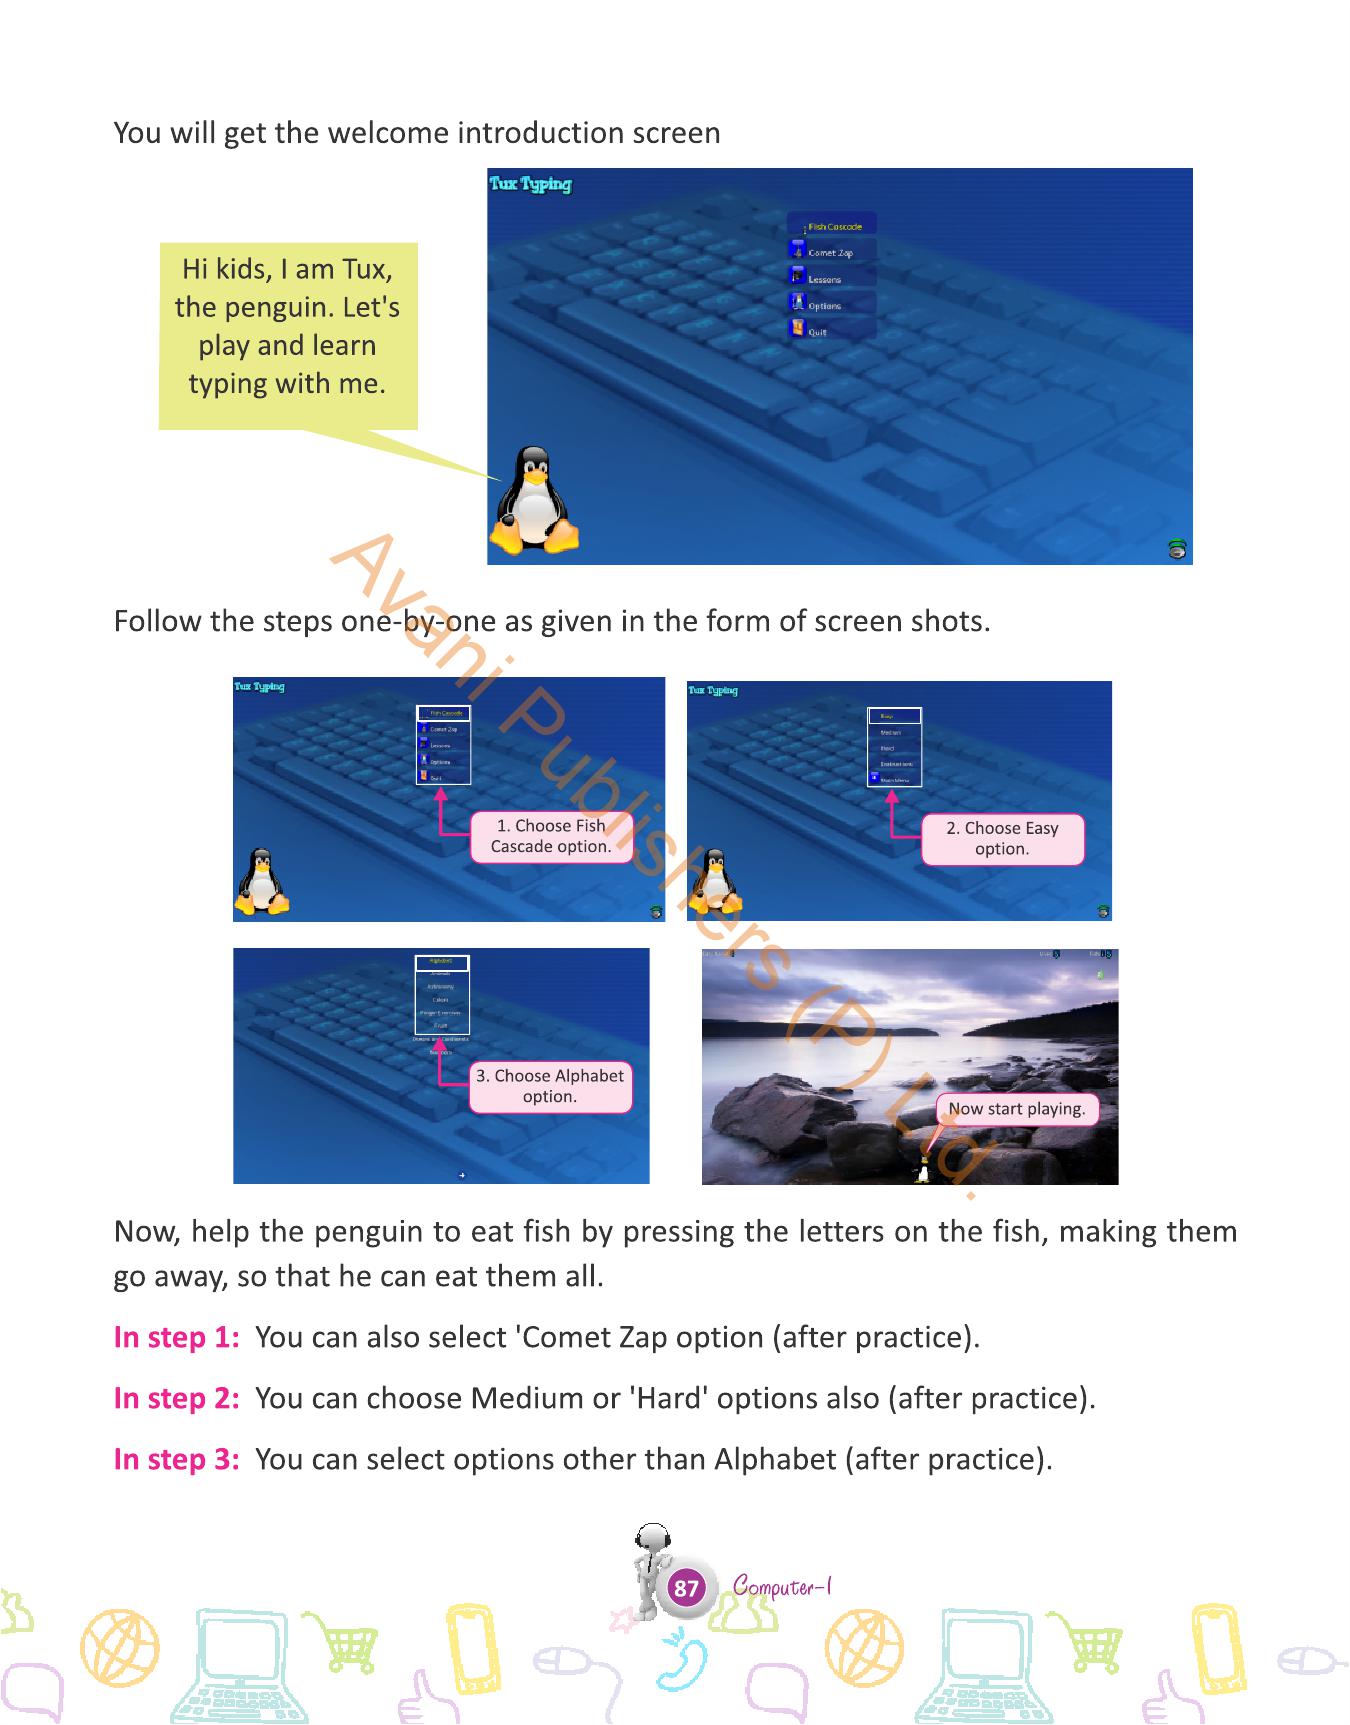 You will get the welcome introduction screen
Tux Typing
Fish Cascade
Comet Zap
Lessons
Options
Quit
Hi kids, I am Tux,
the penguin. Let's
play and learn
typing with me.
Follow the steps one-by-one as given in the form of screen shots.
Tux Typing
Fish Cascade
Comet Zap
Lessons
Options
Quit
1. Choose Fish
Cascade option.
Tux Typing
Easy
Medium
Hard
Instructions
Main Menu
2. Choose Easy
option.
Alphabet
Astronomy
Colors
Finger Exercises
Fruit
3. Choose Alphabet
option.
Now start playing.
Avani Publishers (P) Ltd.
Now, help the penguin to eat fish by pressing the letters on the fish, making them
go away, so that he can eat them all.
In step 1: You can also select 'Comet Zap option (after practice).
In step 2: You can choose Medium or 'Hard' options also (after practice).
In step 3: You can select options other than Alphabet (after practice).
87
Computer-1